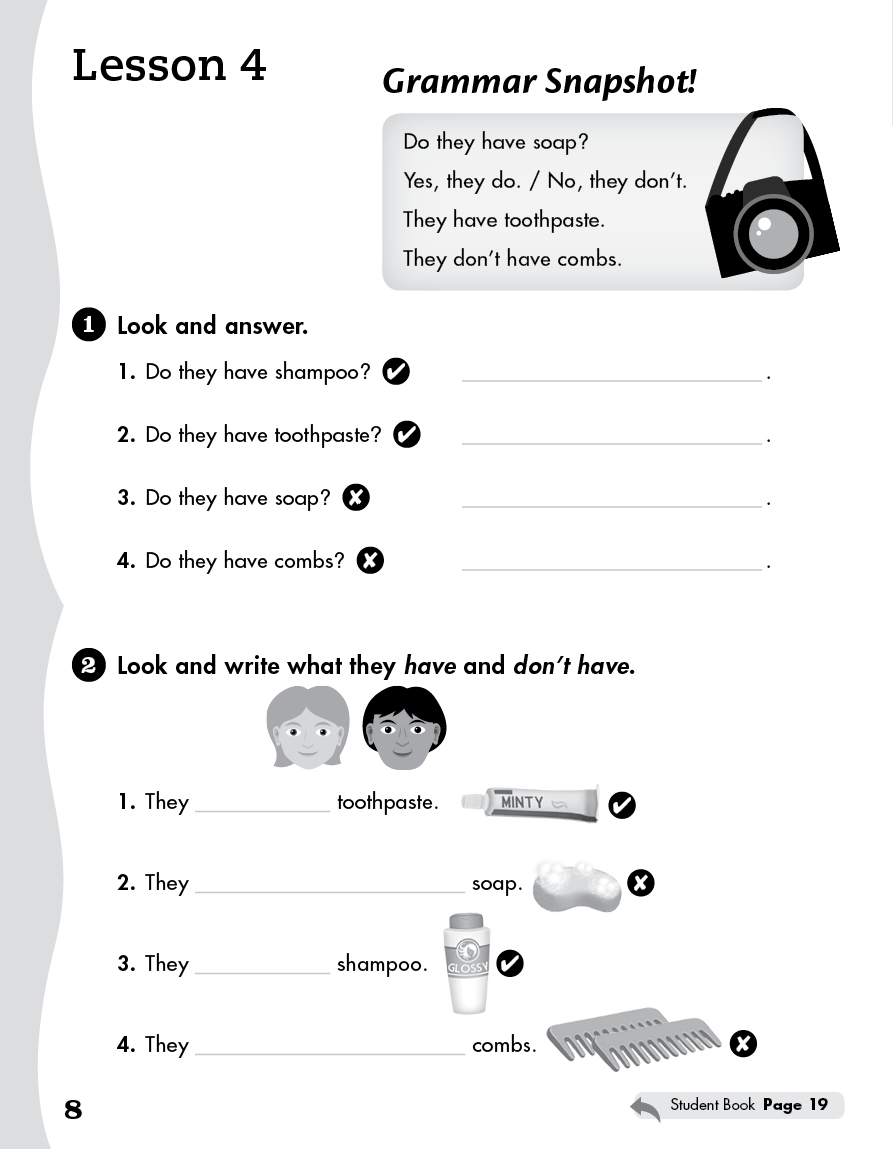 Lesson 4
Grammar Snapshot!
Do they have soap?
Yes, they do. / No, they don’t.
They have toothpaste.
They don’t have combs.
1 Look and answer.
1. Do they have shampoo? ✔ .
2. Do they have toothpaste? ✔ .
3. Do they have soap? ✘ .
4. Do they have combs? ✘ .
2 Look and write what they have and don’t have.
1. They toothpaste. MINTY ✔
2. They soap. ✘
3. They shampoo. GLOSSY ✔
4. They combs. ✘
8
Student Book Page 19